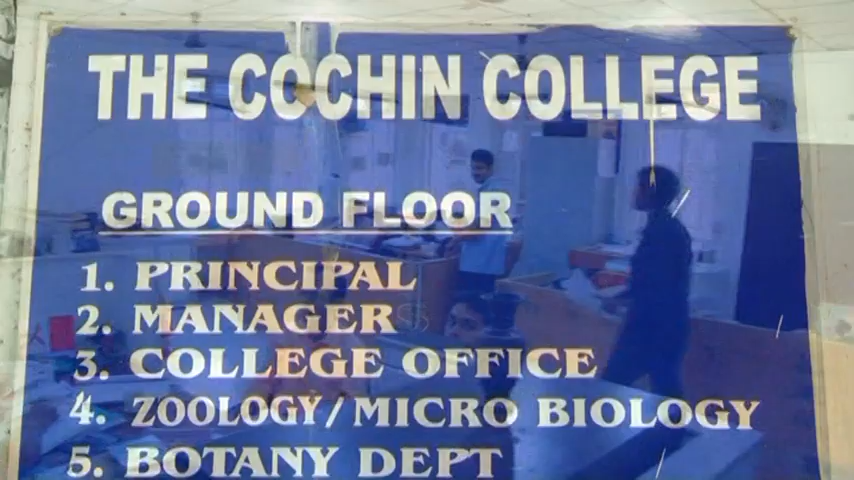 THE COCHIN COLLEGE
GROUND FLOOR
1. PRINCIPAL
2. MANAGER
3. COLLEGE OFFICE
4. ZOOLOGY/MICRO BIOLOGY
5. BOTANY DEPT